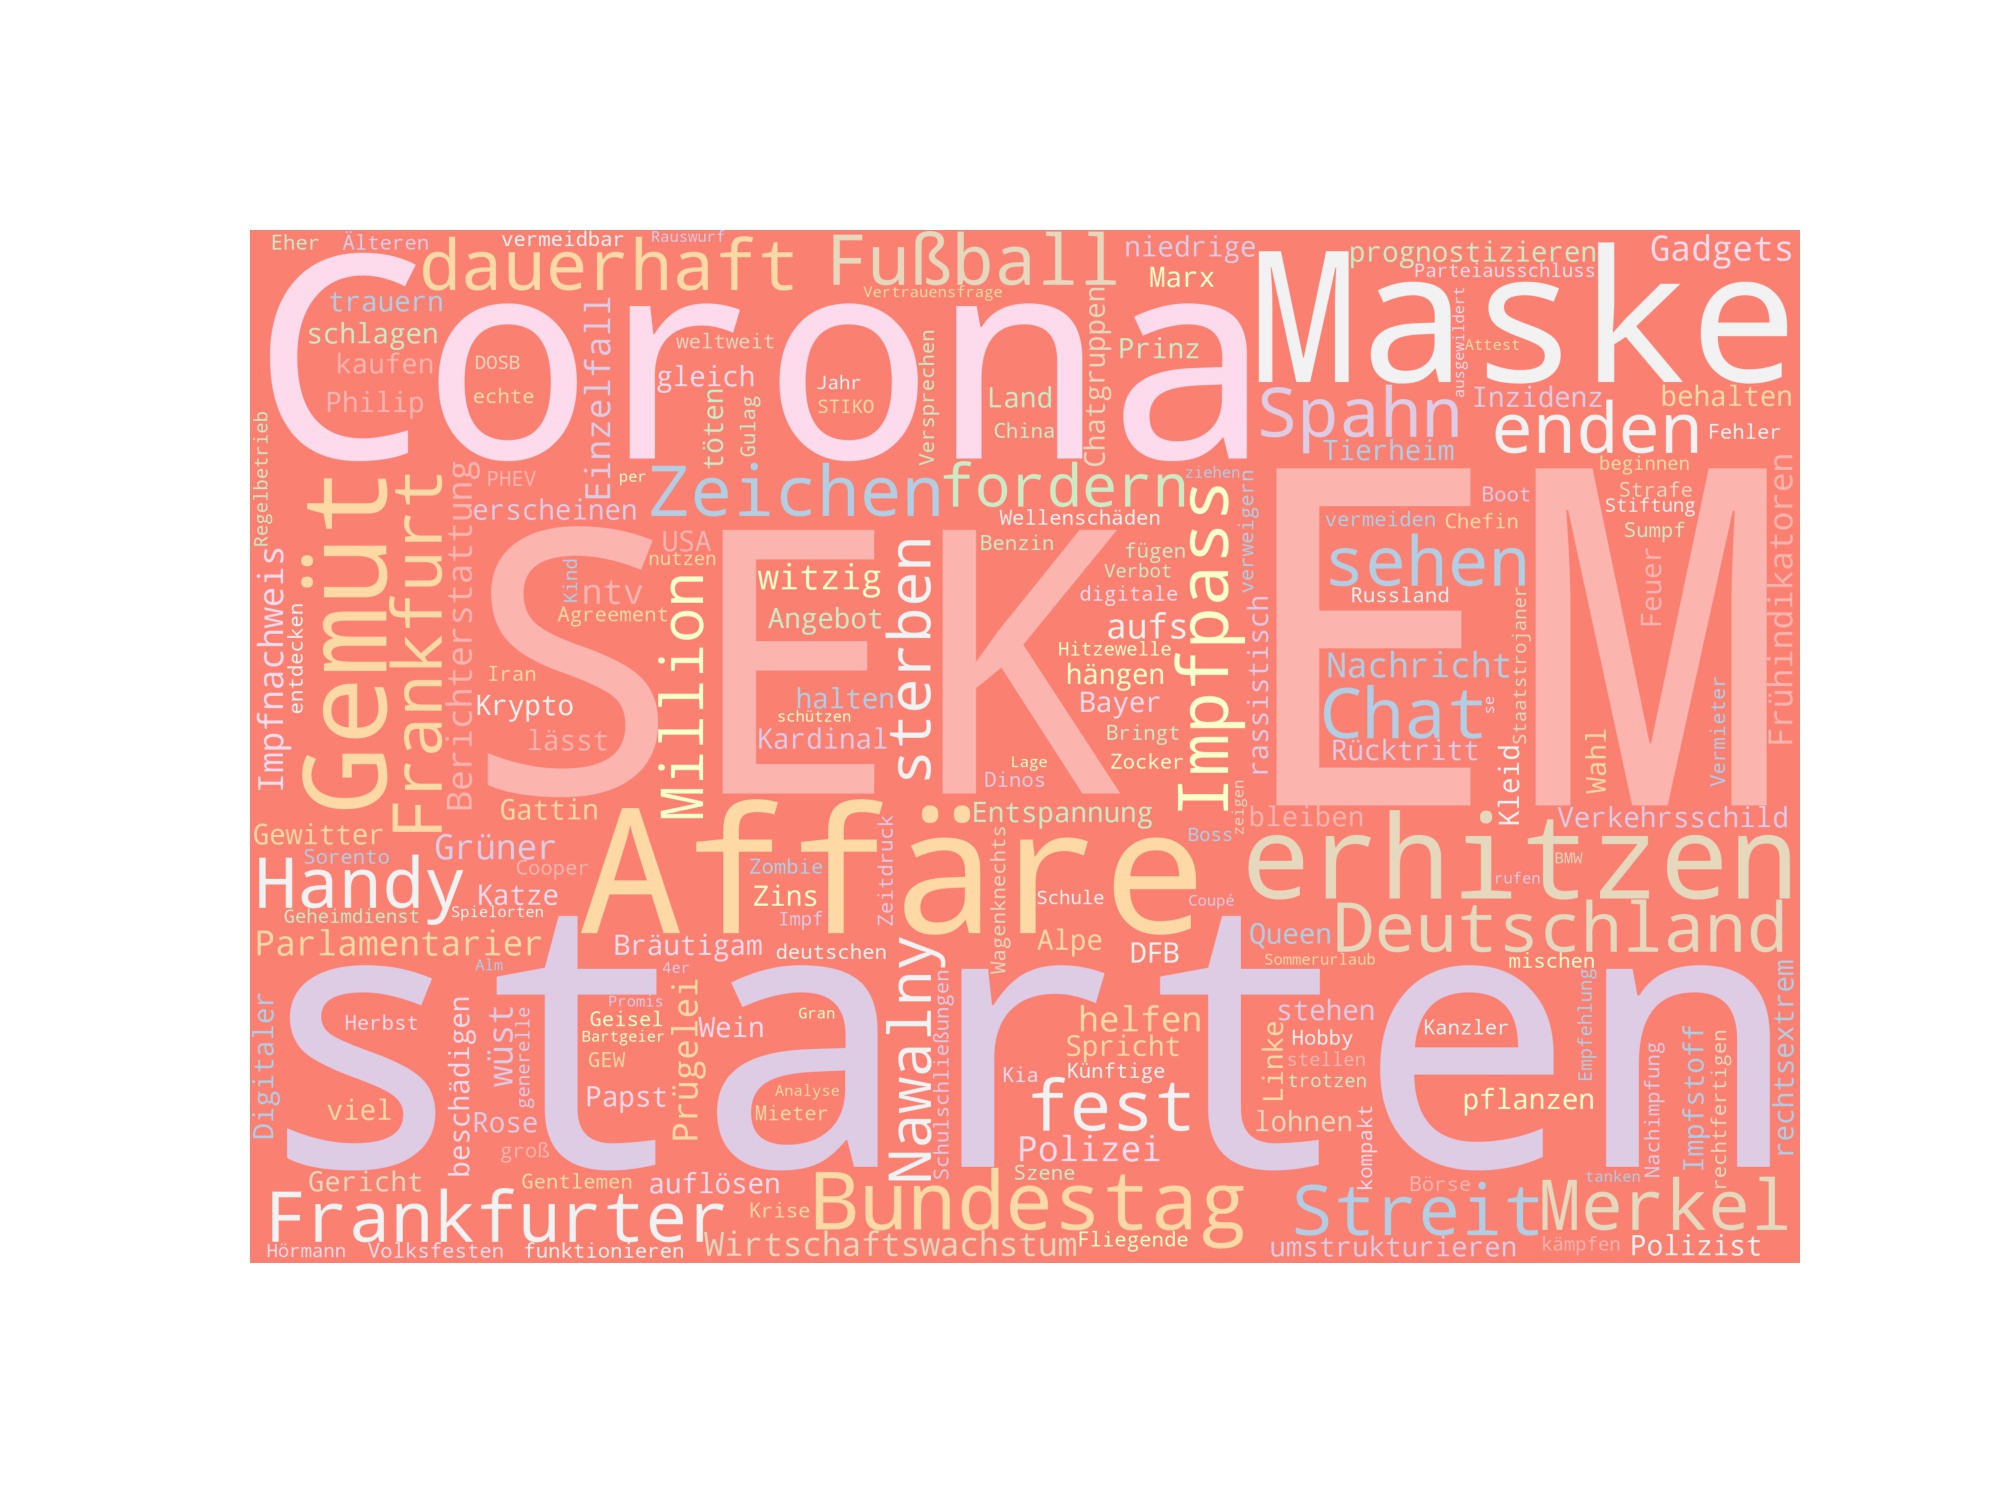 Eher Älteren vermeidbar Rauswurf
dauerhaft Fußball niedrige prognostizieren Gadgets
Corona Maske
trauern Vertrauensfrage Marx Parteiausschluss
schlagen Einzelfall weltweit Chatgruppen Prinz ausgewildert Attest
kaufen DOSB gleich Jahr Versprechen
Philip echte STIKO Land Spahn Inzidenz behalten
Regelbetrieb töten Gulag China enden Fehler
Tierheim
Zeichen fordern ziehen beginnen
PHEV per Boot Strafe
erscheinen Wellenschäden verweigern vermeiden Chefin Stiftung
Sumpf
SEK EM
Gemüt Frankfurt Berichterstattung USA Benzin fügen sehen Feuer Frühindikatoren
Impfnachweis nutzen Verbot Impfpass
entdecken Kind ntv Million witzig sterben digitale Russland
Agreement Angebot aufs rassistisch Staatstrojaner
Hitzewelle Nachricht
Iran halten hängen Vermieter
Krypto schützen Bayer Chat se
lässt Kardinal Bringt Rücktritt
Lage Zocker Kleid Wahl
Dinos zeigen
Gattin Affäre Entspannung bleiben Verkehrsschild
Gewitter Grüner Zeitdruck Boss erhitzen
Sorento Cooper Zombie Wagenknechts BMW
Handy Katze Zins Schule Coupé rufen
Geheimdienst Spielorten Impf
Parlamentarier Bräutigam deutschen Alpe DFB Queen Deutschland
Alm 4er Nawalny Schulschließungen Sommerurlaub mischen
starten
Digitaler beschädigen wüst generelle Promis Prügelei rechtsextrem
Herbst Geisel Wein Gran helfen stehen Kanzler Empfehlung
Bartgeier Spricht Linke Hobby Nachimpfung Impfstoff rechtfertigen
GEW Kia Künftige stellen
viel Papst Analyse fest trotzen pflanzen
Rose Mieter lohnen kompakt
groß Polizei
Gericht Gentlemen auflösen Szene Börse tanken
Frankfurter Krise Bundestag Streit Merkel
Hörmann Volksfesten funktionieren Wirtschaftswachstum Fliegende umstrukturieren kämpfen Polizist